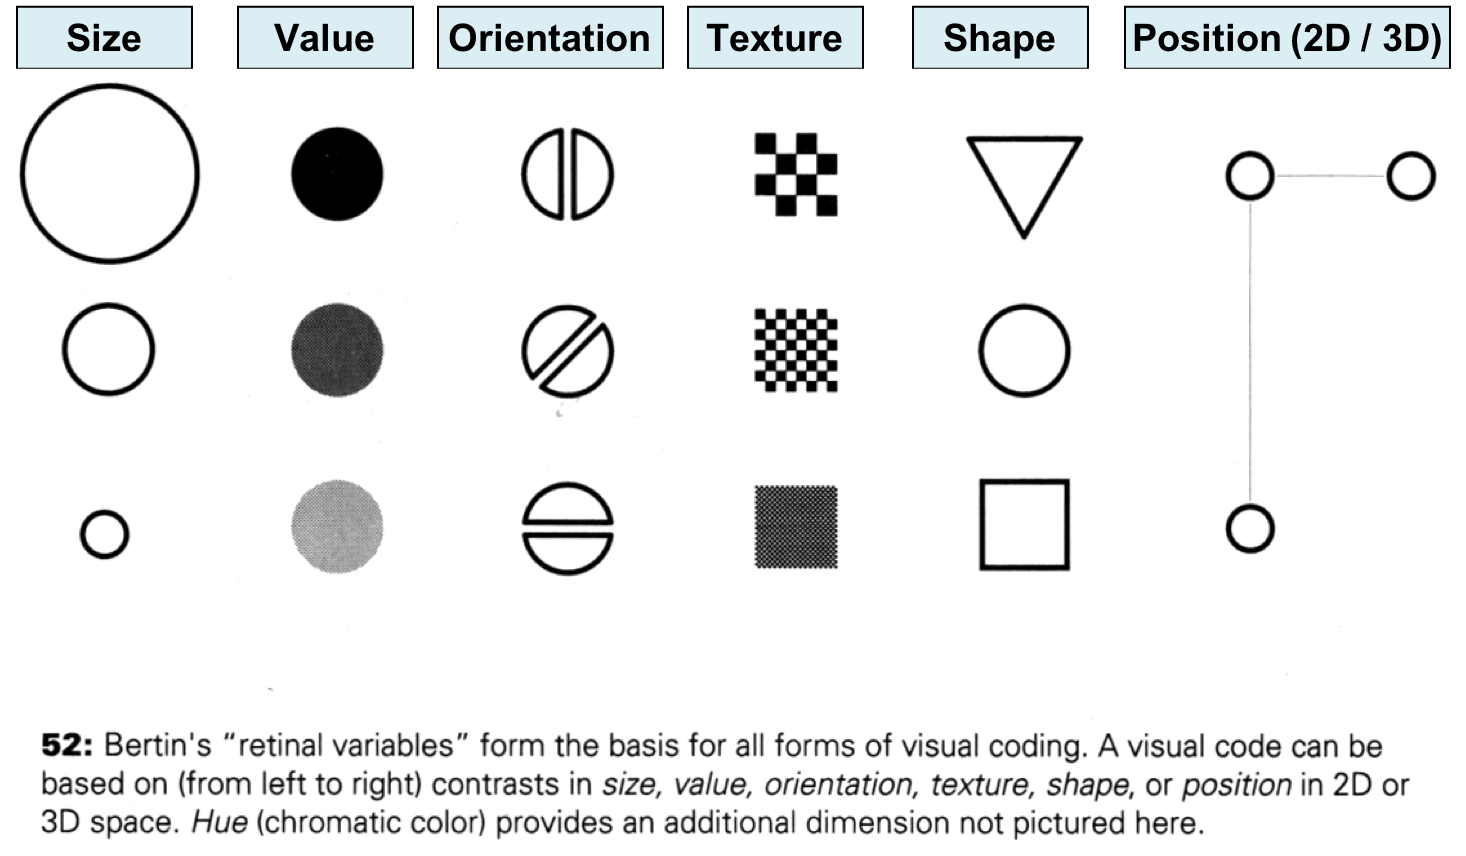 Size
Value
Orientation
Texture
Shape
Position (2D / 3D)
52: Bertin's “retinal variables” form the basis for all forms of visual coding. A visual code can be
based on (from left to right) contrasts in size, value, orientation, texture, shape, or position in 2D or
3D space. Hue (chromatic color) provides an additional dimension not pictured here.